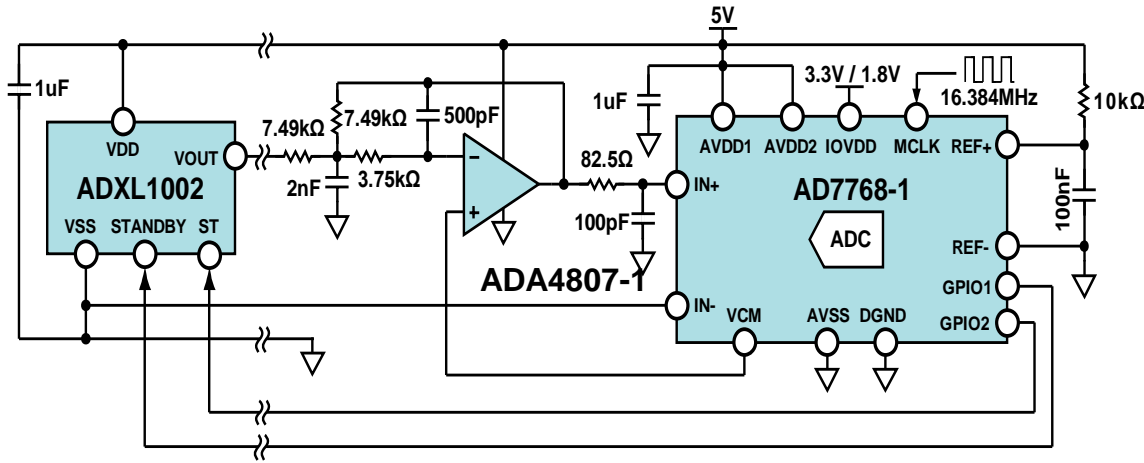 5V
1uF
7.49kΩ
7.49kΩ
500pF
1uF
3.3V / 1.8V
16.384MHz
10kΩ
VDD
VOUT
ADXL1002
VSS
STANDBY
ST
2nF
3.75kΩ
−
+
82.5Ω
100pF
ADA4807-1
AVDD1
AVDD2
IOVDD
MCLK
REF+
IN+
AD7768-1
ADC
100nF
REF-
GPIO1
IN-
VCM
AVSS
DGND
GPIO2